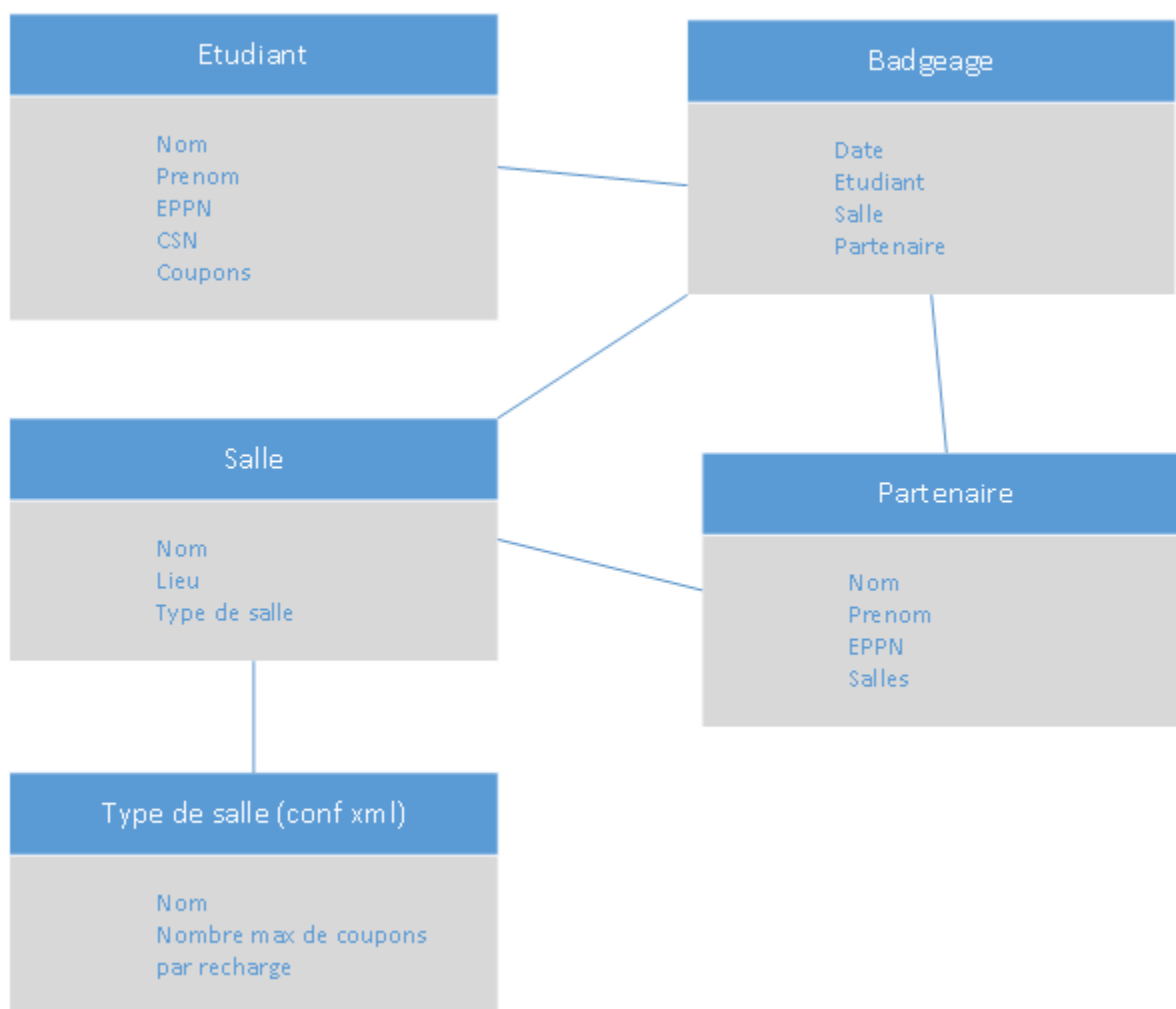 Etudiant
Nom
Prenom
EPPN
CSN
Coupons
Badgeage
Date
Etudiant
Salle
Partenaire
Salle
Nom
Lieu
Type de salle
Partenaire
Nom
Prenom
EPPN
Salles
Type de salle (conf xml)
Nom
Nombre max de coupons
par recharge